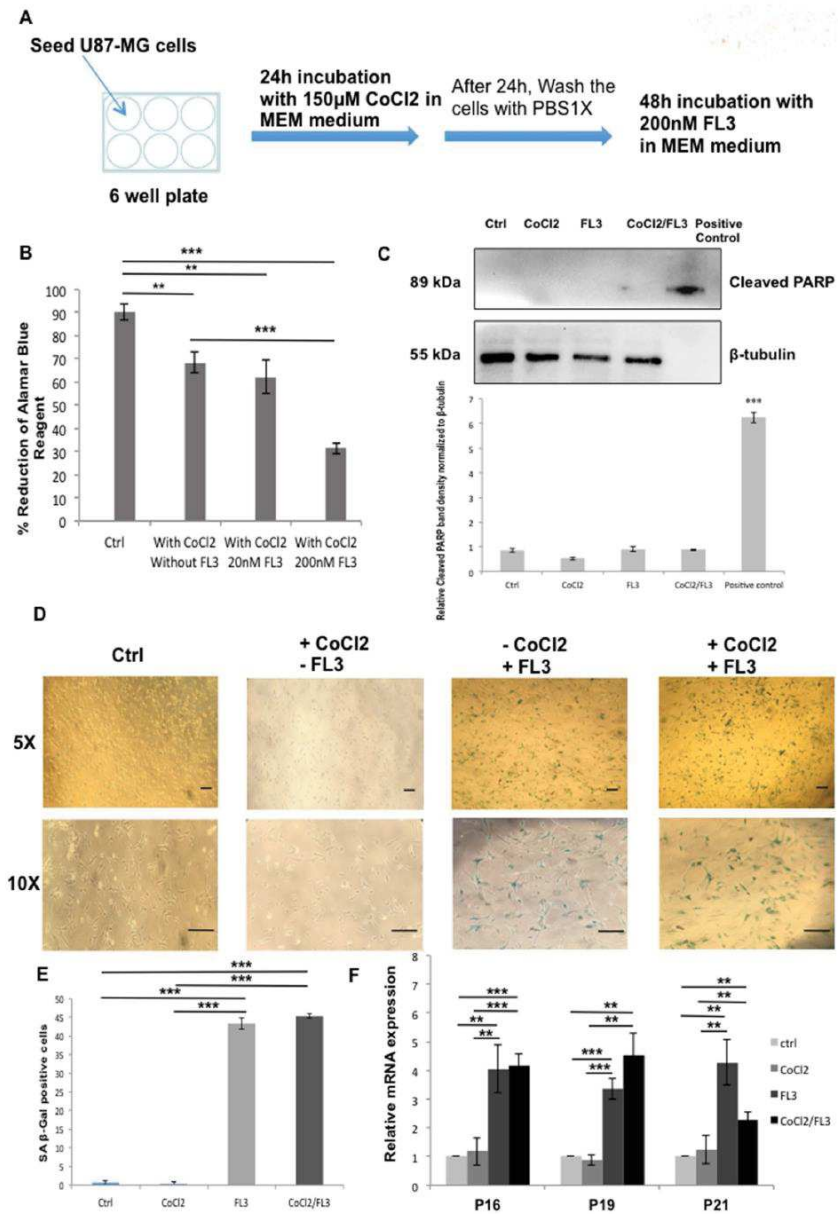 A
Seed U87-MG cells
6 well plate
24h incubation
with 150µM CoCl2 in
MEM medium
After 24h, Wash the
cells with PBS1X
48h incubation with
200nM FL3
in MEM medium
B
***
**
**
***
% Reduction of Alamar Blue
Reagent
100
90
80
70
60
50
40
30
20
10
0
Ctrl
With CoCl2
Without FL3
With CoCl2
20nM FL3
With CoCl2
200nM FL3
C
Ctrl CoCl2 FL3 CoCl2/FL3 Positive
Control
89 kDa
Cleaved PARP
55 kDa
β-tubulin
Relative Cleaved PARP band density normalized to β-tubulin
7
6
5
4
3
2
1
0
***
Ctrl CoCl2 FL3 CoCl2/FL3 Positive control
D
Ctrl
+ CoCl2
- FL3
- CoCl2
+ FL3
+ CoCl2
+ FL3
5X
10X
E
***
***
***
***
SA β-Gal positive cells
50
45
40
35
30
25
20
15
10
5
0
Ctrl CoCl2 FL3 CoCl2/FL3
F
Relative mRNA expression
8
7
6
5
4
3
2
1
0
***
***
**
**
**
**
***
***
**
**
**
**
P16 P19 P21
ctrl
CoCl2
FL3
CoCl2/FL3